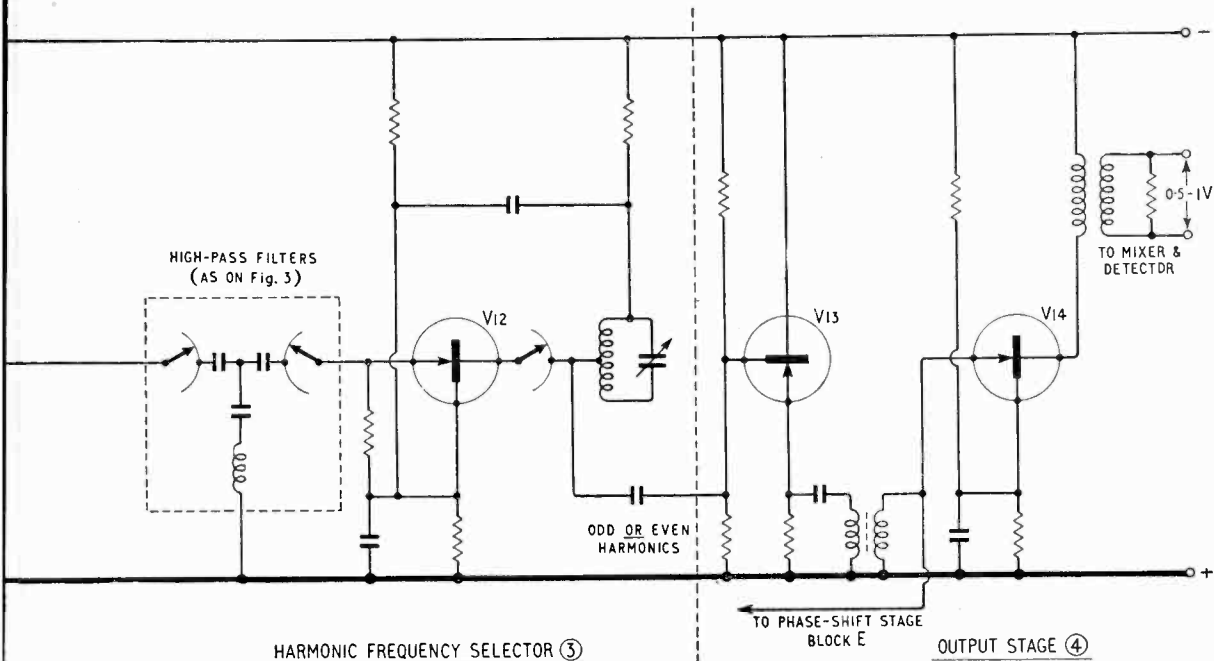 −
HIGH-PASS FILTERS
(AS ON Fig. 3)
V12
V13
V14
0·5-1V
TO MIXER &
DETECTOR
ODD OR EVEN
HARMONICS
+
TO PHASE-SHIFT STAGE
BLOCK E
HARMONIC FREQUENCY SELECTOR ③
OUTPUT STAGE ④